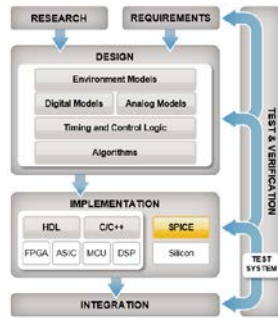 RESEARCH
REQUIREMENTS
DESIGN
Environment Models
Digital Models
Analog Models
Timing and Control Logic
Algorithms
IMPLEMENTATION
HDL
C/C++
SPICE
FPGA
ASIC
MCU
DSP
Silicon
INTEGRATION
TEST & VERIFICATION
TEST
SYSTEM